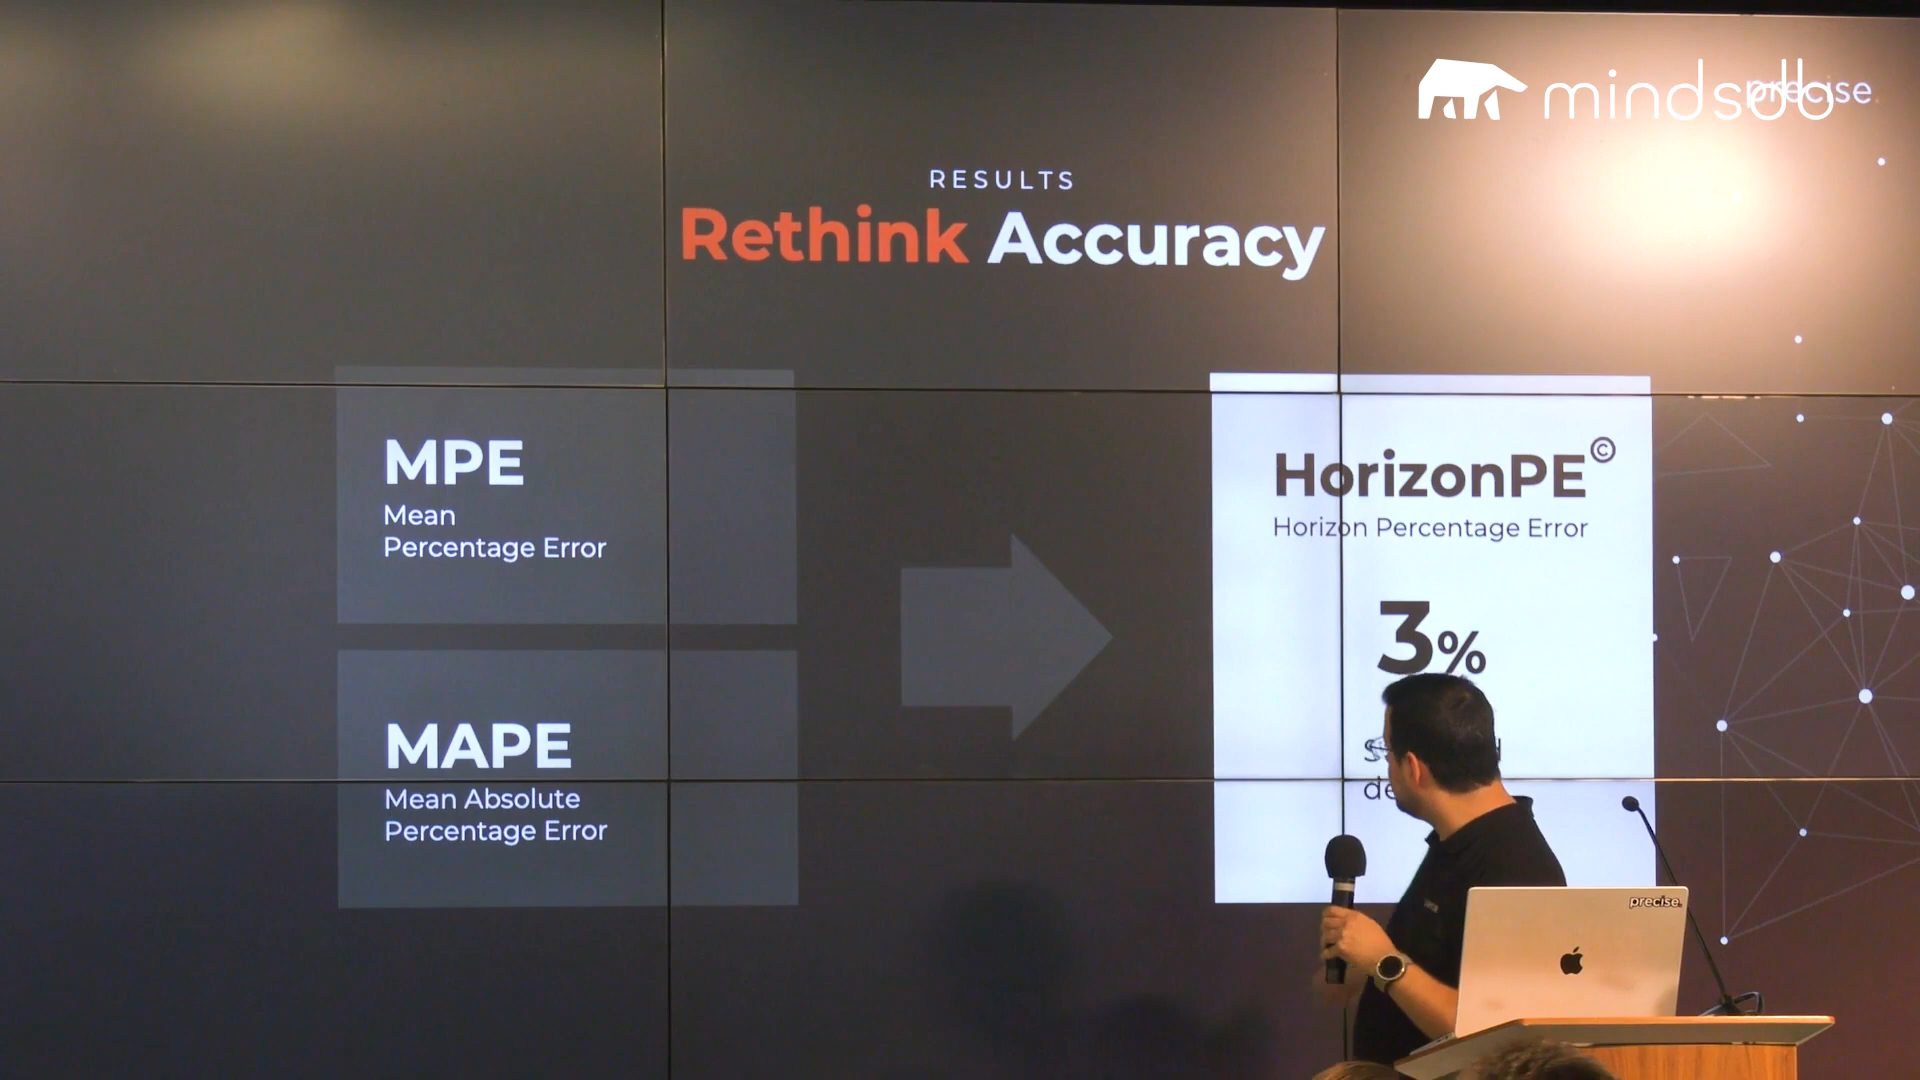 mindsdb
precise.
RESULTS
Rethink Accuracy
MPE
Mean
Percentage Error
MAPE
Mean Absolute
Percentage Error
HorizonPE©
Horizon Percentage Error
3%
precise.